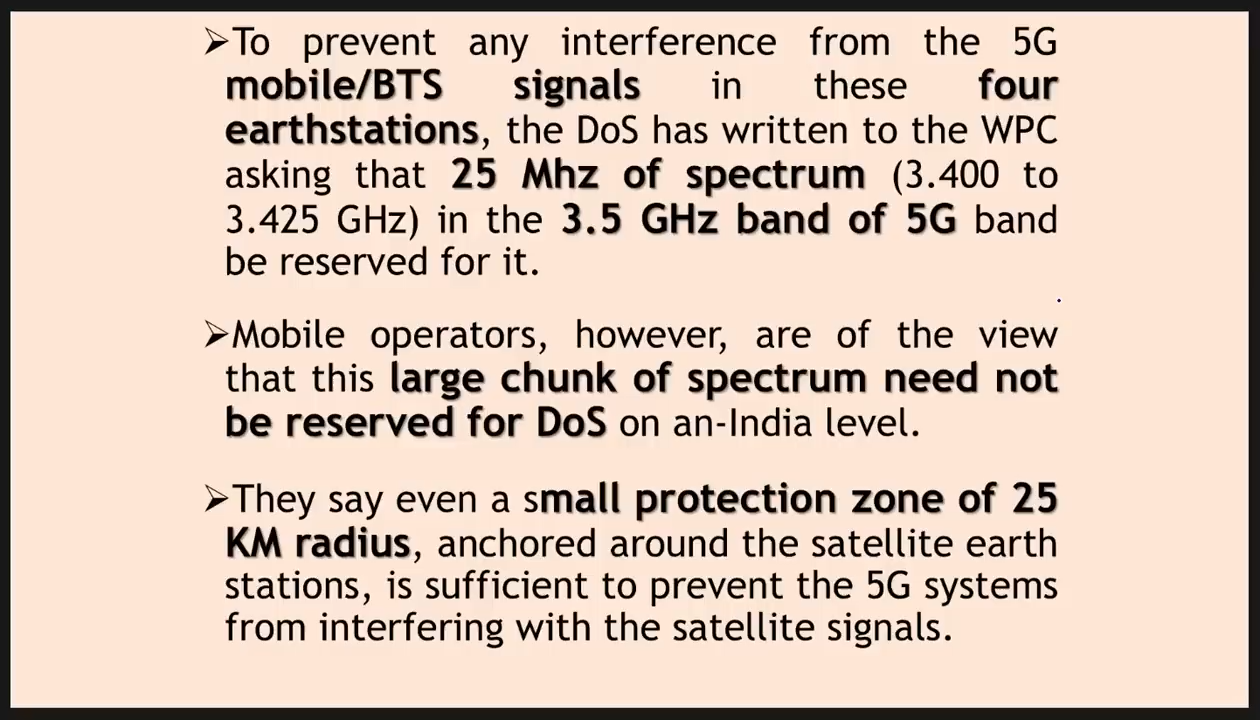 ➢To prevent any interference from the 5G
mobile/BTS signals in these four
earthstations, the DoS has written to the WPC
asking that 25 Mhz of spectrum (3.400 to
3.425 GHz) in the 3.5 GHz band of 5G band
be reserved for it.
➢Mobile operators, however, are of the view
that this large chunk of spectrum need not
be reserved for DoS on an-India level.
➢They say even a small protection zone of 25
KM radius, anchored around the satellite earth
stations, is sufficient to prevent the 5G systems
from interfering with the satellite signals.